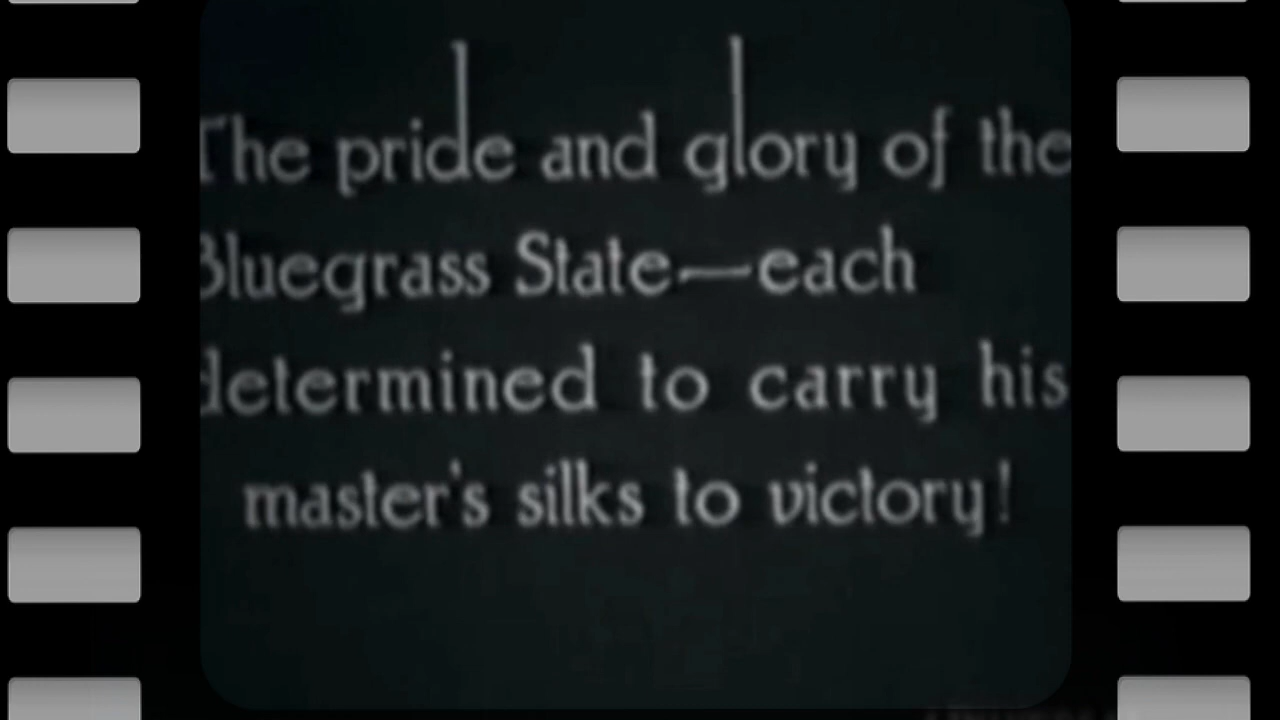 The pride and glory of the
Bluegrass State—each
determined to carry his
master's silks to victory!